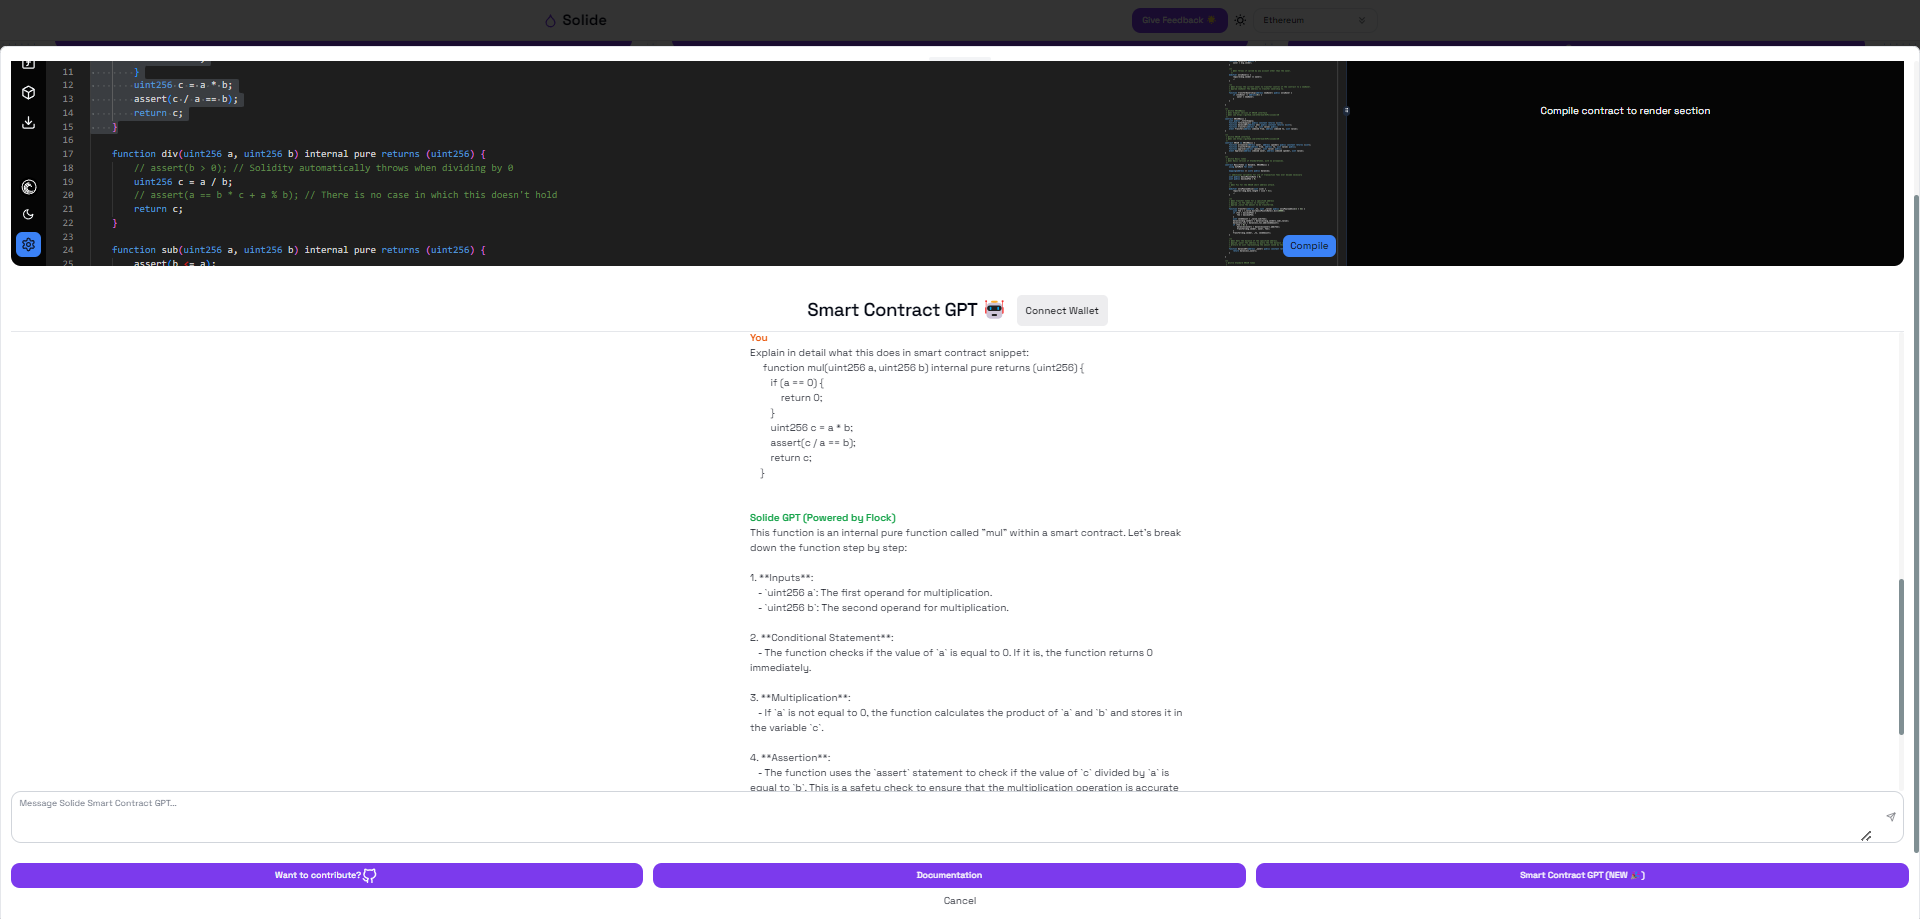 Solide
Give Feedback
Ethereum
11 }
12 uint256 c = a * b;
13 assert(c / a == b);
14 return c;
15 }
16
17 function div(uint256 a, uint256 b) internal pure returns (uint256) {
18 // assert(b > 0); // Solidity automatically throws when dividing by 0
19 uint256 c = a / b;
20 // assert(a == b * c + a % b); // There is no case in which this doesn't hold
21 return c;
22 }
23
24 function sub(uint256 a, uint256 b) internal pure returns (uint256) {
25 assert(b <= a);
Compile
Compile contract to render section
Smart Contract GPT
Connect Wallet
You
Explain in detail what this does in smart contract snippet:
function mul(uint256 a, uint256 b) internal pure returns (uint256) {
if (a == 0) {
return 0;
}
uint256 c = a * b;
assert(c / a == b);
return c;
}
Solide GPT (Powered by Flock)
This function is an internal pure function called "mul" within a smart contract. Let's break
down the function step by step:
1. **Inputs**:
- `uint256 a`: The first operand for multiplication.
- `uint256 b`: The second operand for multiplication.
2. **Conditional Statement**:
- The function checks if the value of `a` is equal to 0. If it is, the function returns 0
immediately.
3. **Multiplication**:
- If `a` is not equal to 0, the function calculates the product of `a` and `b` and stores it in
the variable `c`.
4. **Assertion**:
- The function uses the `assert` statement to check if the value of `c` divided by `a` is
equal to `b`. This is a safety check to ensure that the multiplication operation is accurate
Message Solide Smart Contract GPT...
Want to contribute?
Documentation
Smart Contract GPT (NEW 🎉)
Cancel